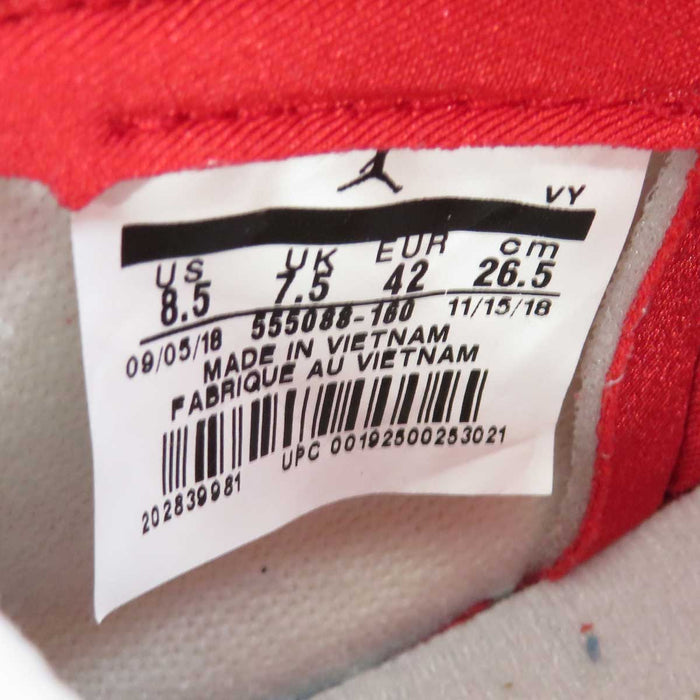 VY
US UK EUR cm
8.5 7.5 42 26.5
09/05/18 555088-160 11/15/18
MADE IN VIETNAM
FABRIQUE AU VIETNAM
UPC 00192500253021
202839981